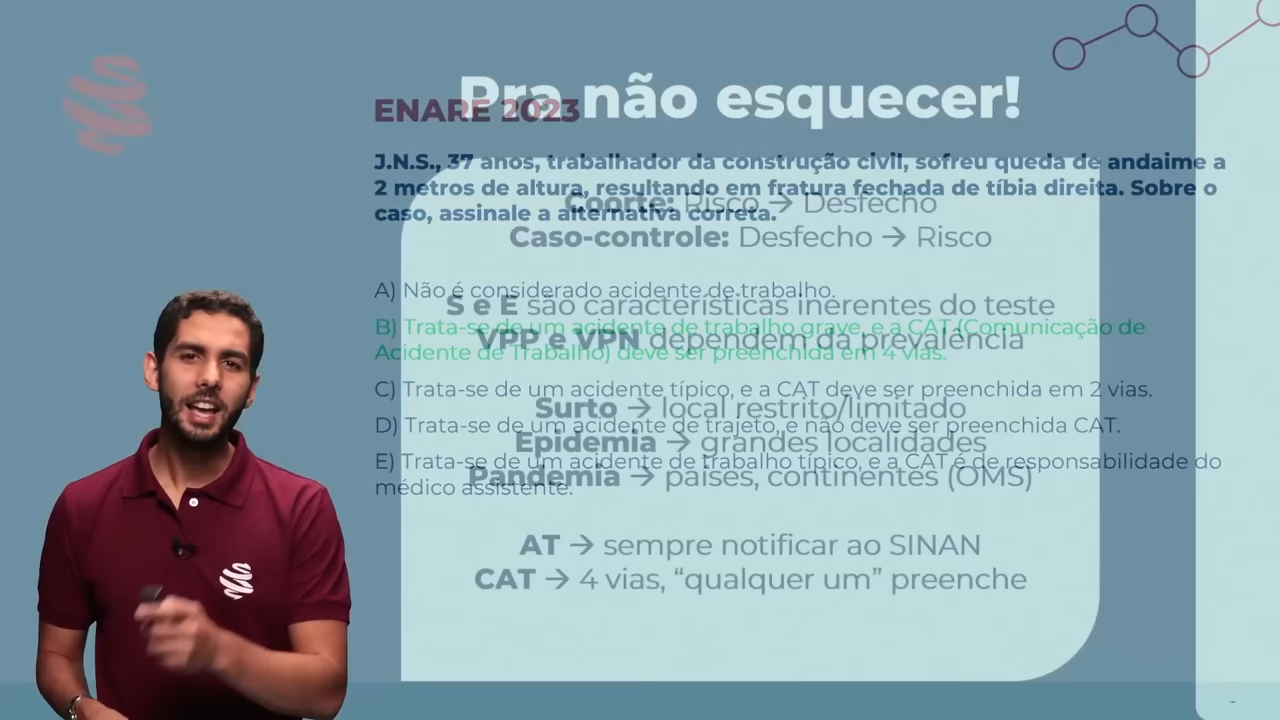 Pra não esquecer!
ENARE 2023
J.N.S., 37 anos, trabalhador da construção civil, sofreu queda de andaime a
2 metros de altura, resultando em fratura fechada de tíbia direita. Sobre o
caso, assinale a alternativa correta.
Coorte: Risco → Desfecho
Caso-controle: Desfecho → Risco
A) Não é considerado acidente de trabalho.
S e E são características inerentes do teste
B) Trata-se de um acidente de trabalho grave, e a CAT (Comunicação de
Acidente de Trabalho) deve ser preenchida em 4 vias.
VPP e VPN dependem da prevalência
C) Trata-se de um acidente típico, e a CAT deve ser preenchida em 2 vias.
Surto → local restrito/limitado
D) Trata-se de um acidente de trajeto, e não deve ser preenchida CAT.
Epidemia → grandes localidades
E) Trata-se de um acidente de trabalho típico, e a CAT é de responsabilidade do
médico assistente.
Pandemia → países, continentes (OMS)
AT → sempre notificar ao SINAN
CAT → 4 vias, “qualquer um” preenche